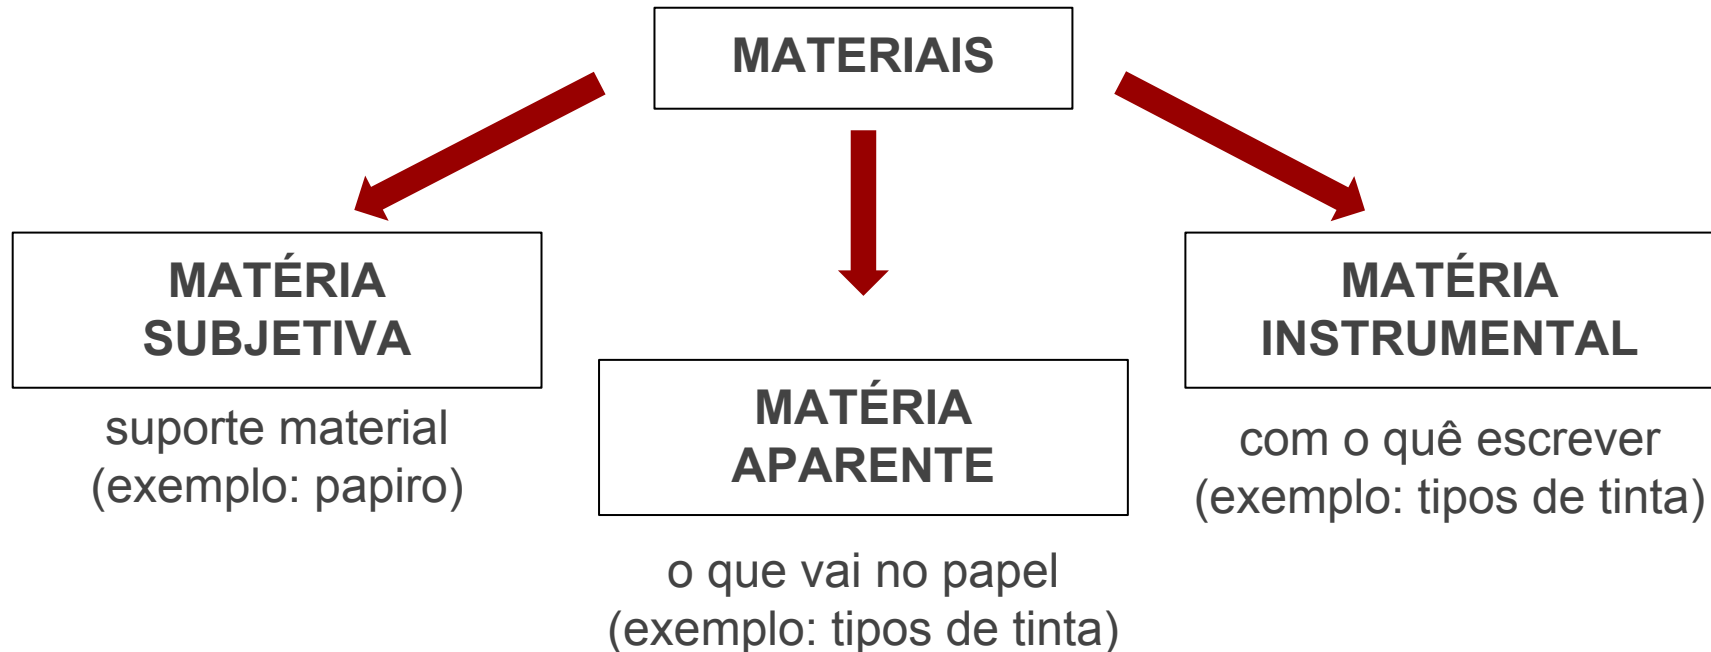 MATERIAIS
MATÉRIA
SUBJETIVA
suporte material
(exemplo: papiro)
MATÉRIA
APARENTE
o que vai no papel
(exemplo: tipos de tinta)
MATÉRIA
INSTRUMENTAL
com o quê escrever
(exemplo: tipos de tinta)